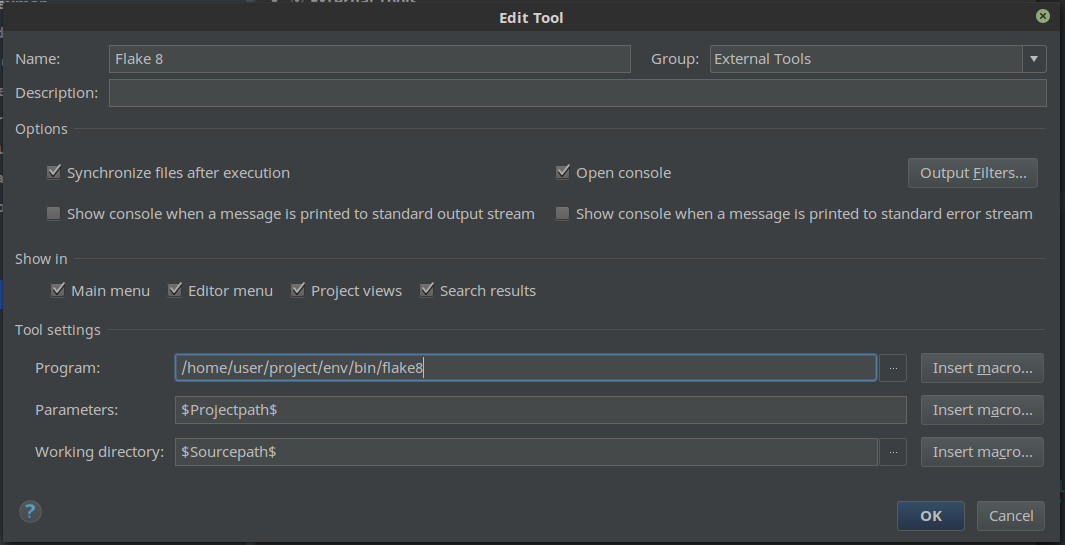 Edit Tool
Name: Flake 8 Group: External Tools
Description:
Options
Synchronize files after execution Open console Output Filters...
Show console when a message is printed to standard output stream Show console when a message is printed to standard error stream
Show in
Main menu Editor menu Project views Search results
Tool settings
Program: /home/user/project/env/bin/flake8 ... Insert macro...
Parameters: $Projectpath$ Insert macro...
Working directory: $Sourcepath$ ... Insert macro...
? OK Cancel